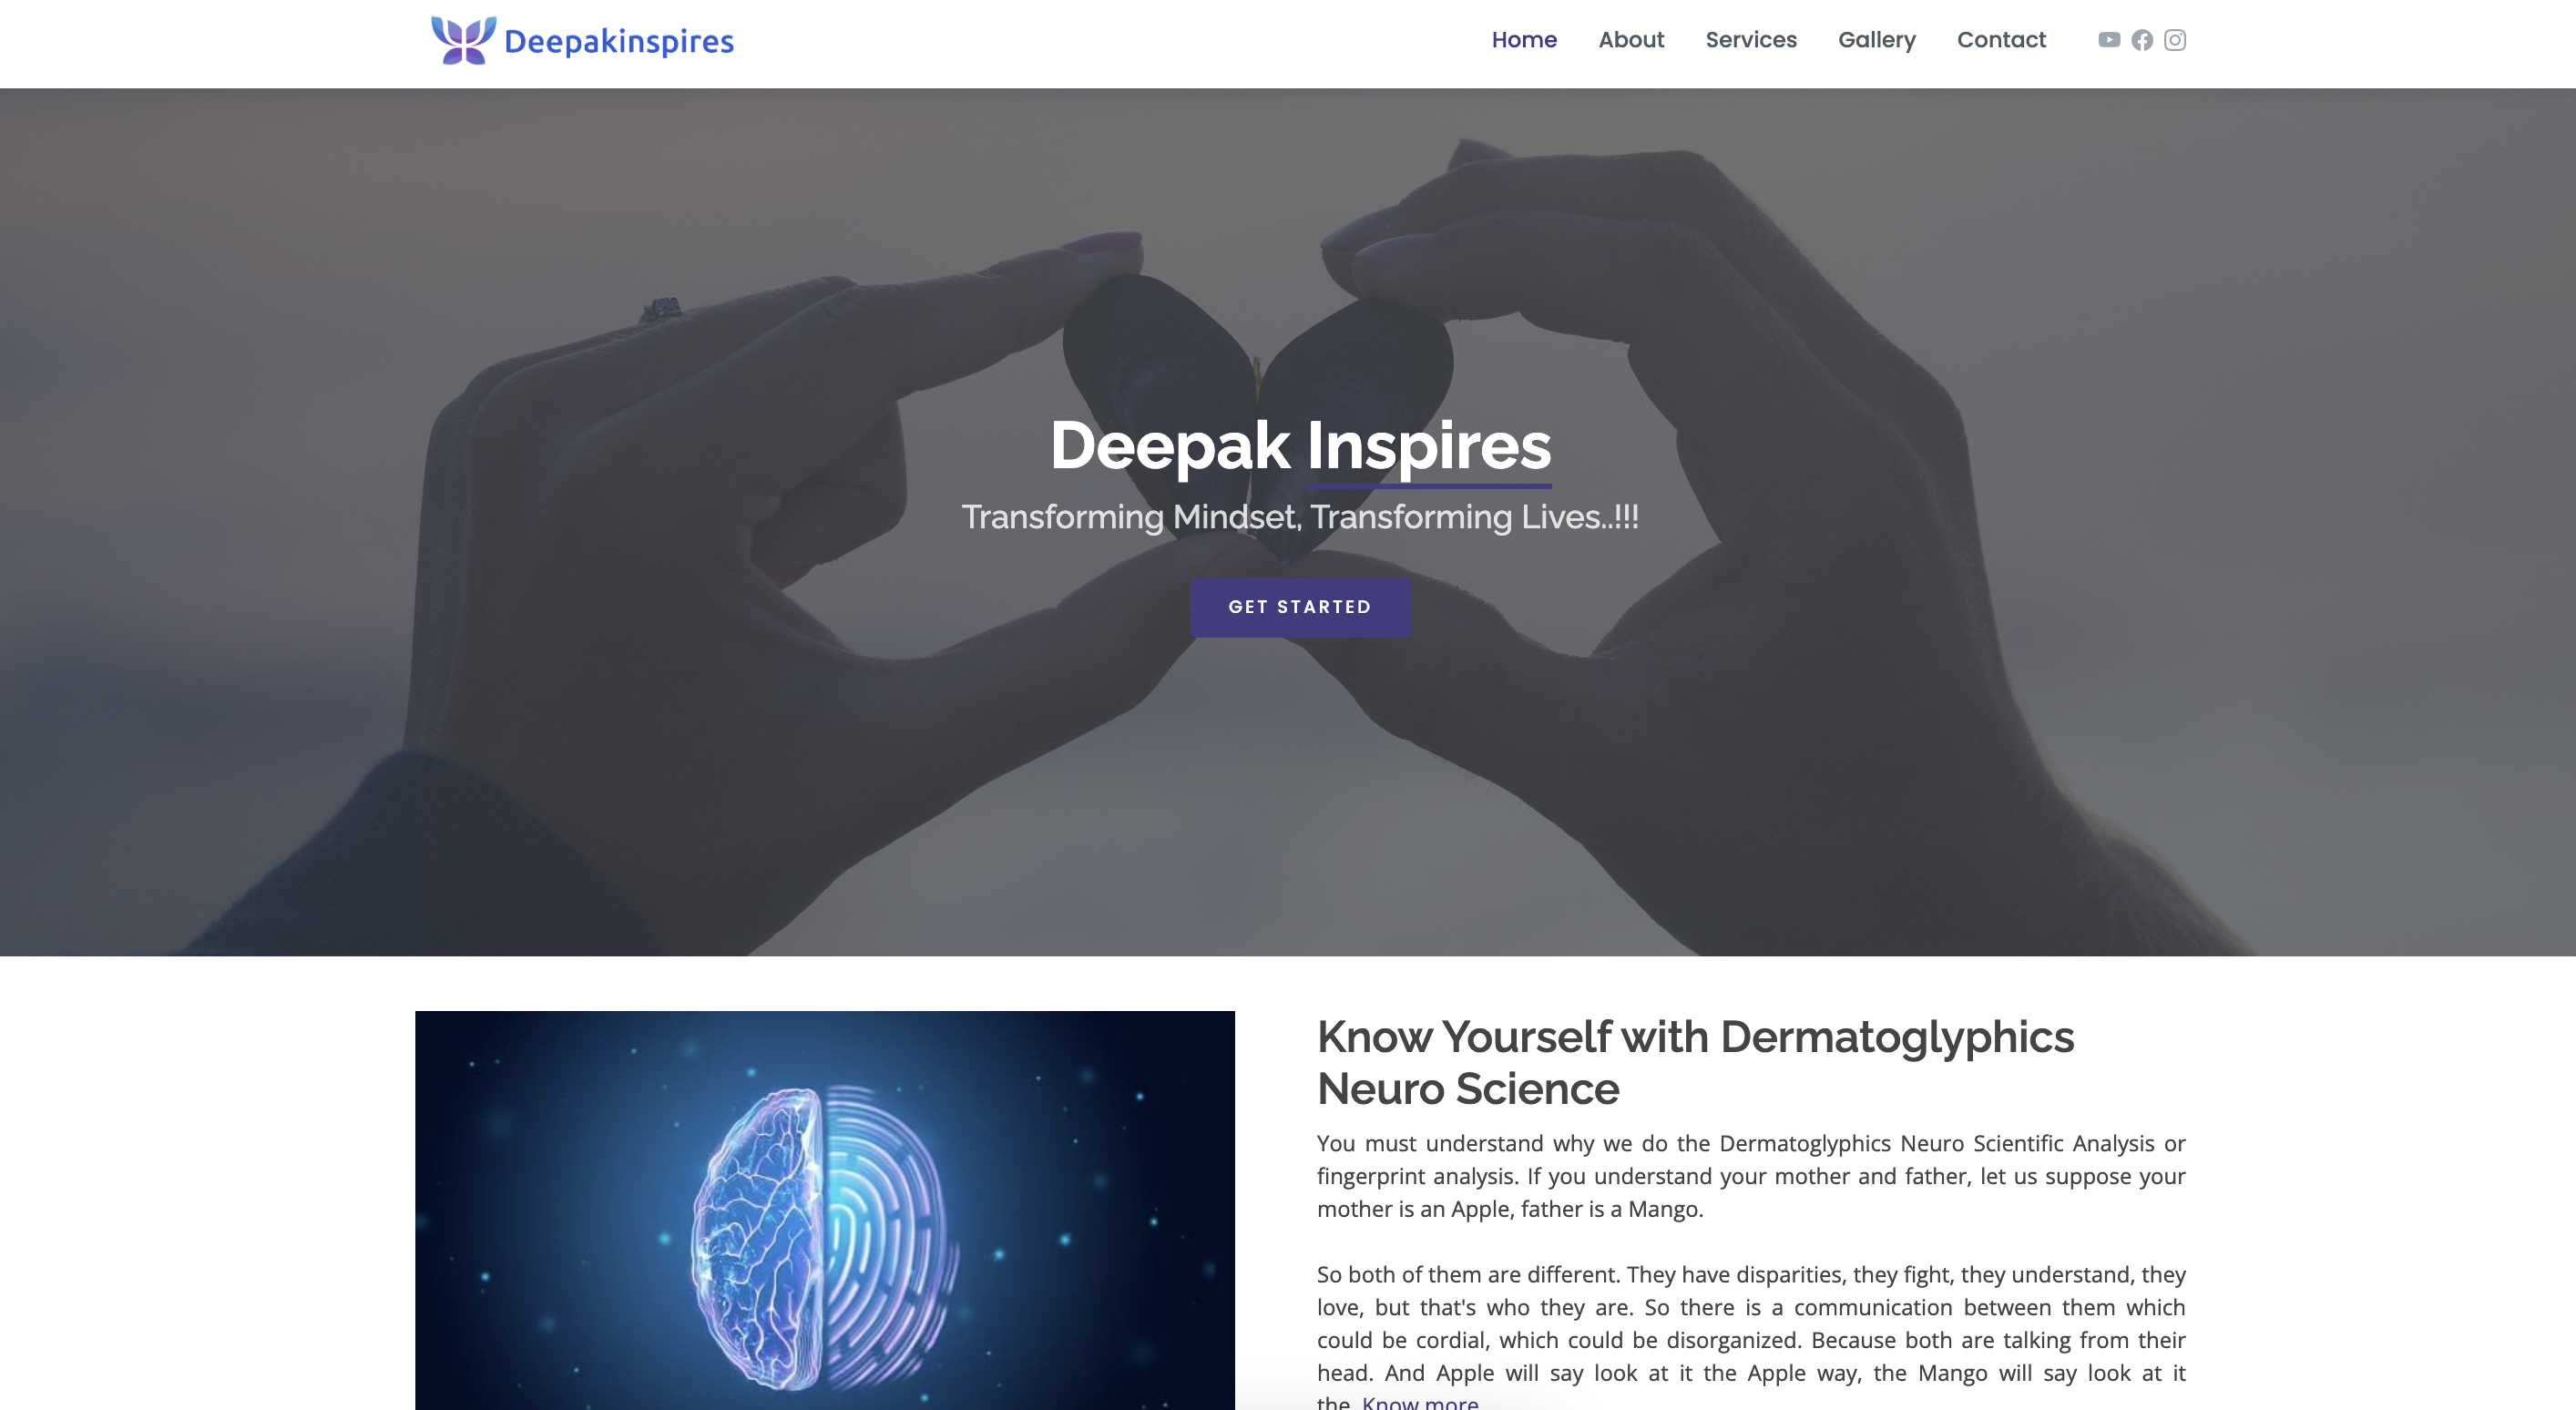 Deepakinspires
Home About Services Gallery Contact
Deepak Inspires
Transforming Mindset, Transforming Lives..!!!
GET STARTED
Know Yourself with Dermatoglyphics
Neuro Science
You must understand why we do the Dermatoglyphics Neuro Scientific Analysis or
fingerprint analysis. If you understand your mother and father, let us suppose your
mother is an Apple, father is a Mango.
So both of them are different. They have disparities, they fight, they understand, they
love, but that's who they are. So there is a communication between them which
could be cordial, which could be disorganized. Because both are talking from their
head. And Apple will say look at it the Apple way, the Mango will say look at it
the Know more